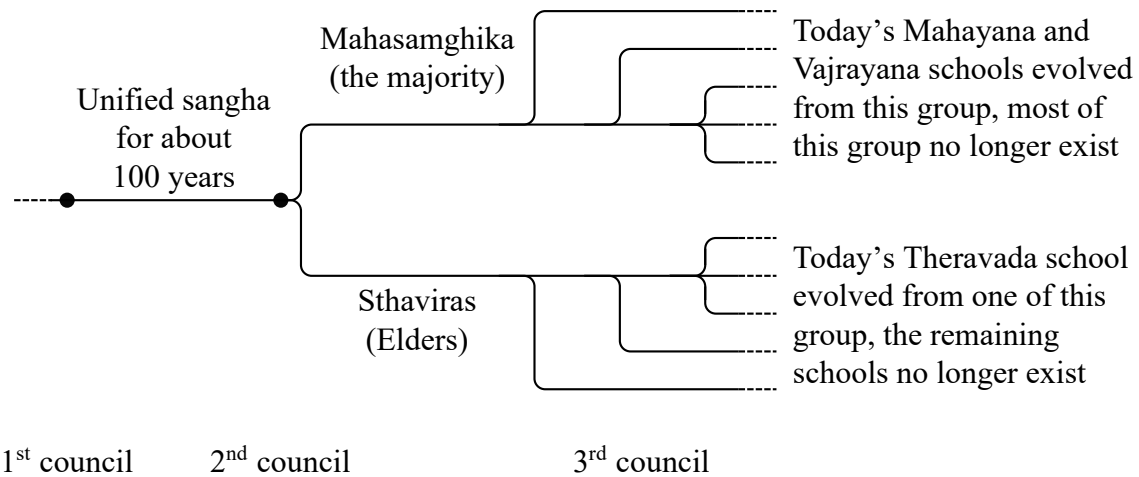 Mahasamghika
(the majority)
Today’s Mahayana and
Vajrayana schools evolved
from this group, most of
this group no longer exist
Unified sangha
for about
100 years
Sthaviras
(Elders)
Today’s Theravada school
evolved from one of this
group, the remaining
schools no longer exist
1st council
2nd council
3rd council